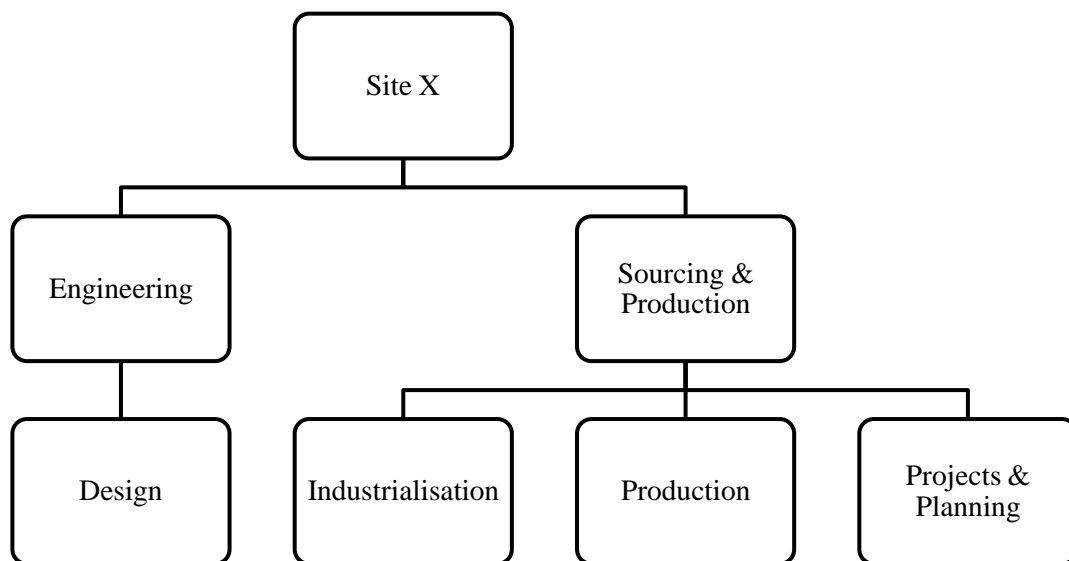 Site X
Engineering
Sourcing &
Production
Design
Industrialisation
Production
Projects &
Planning